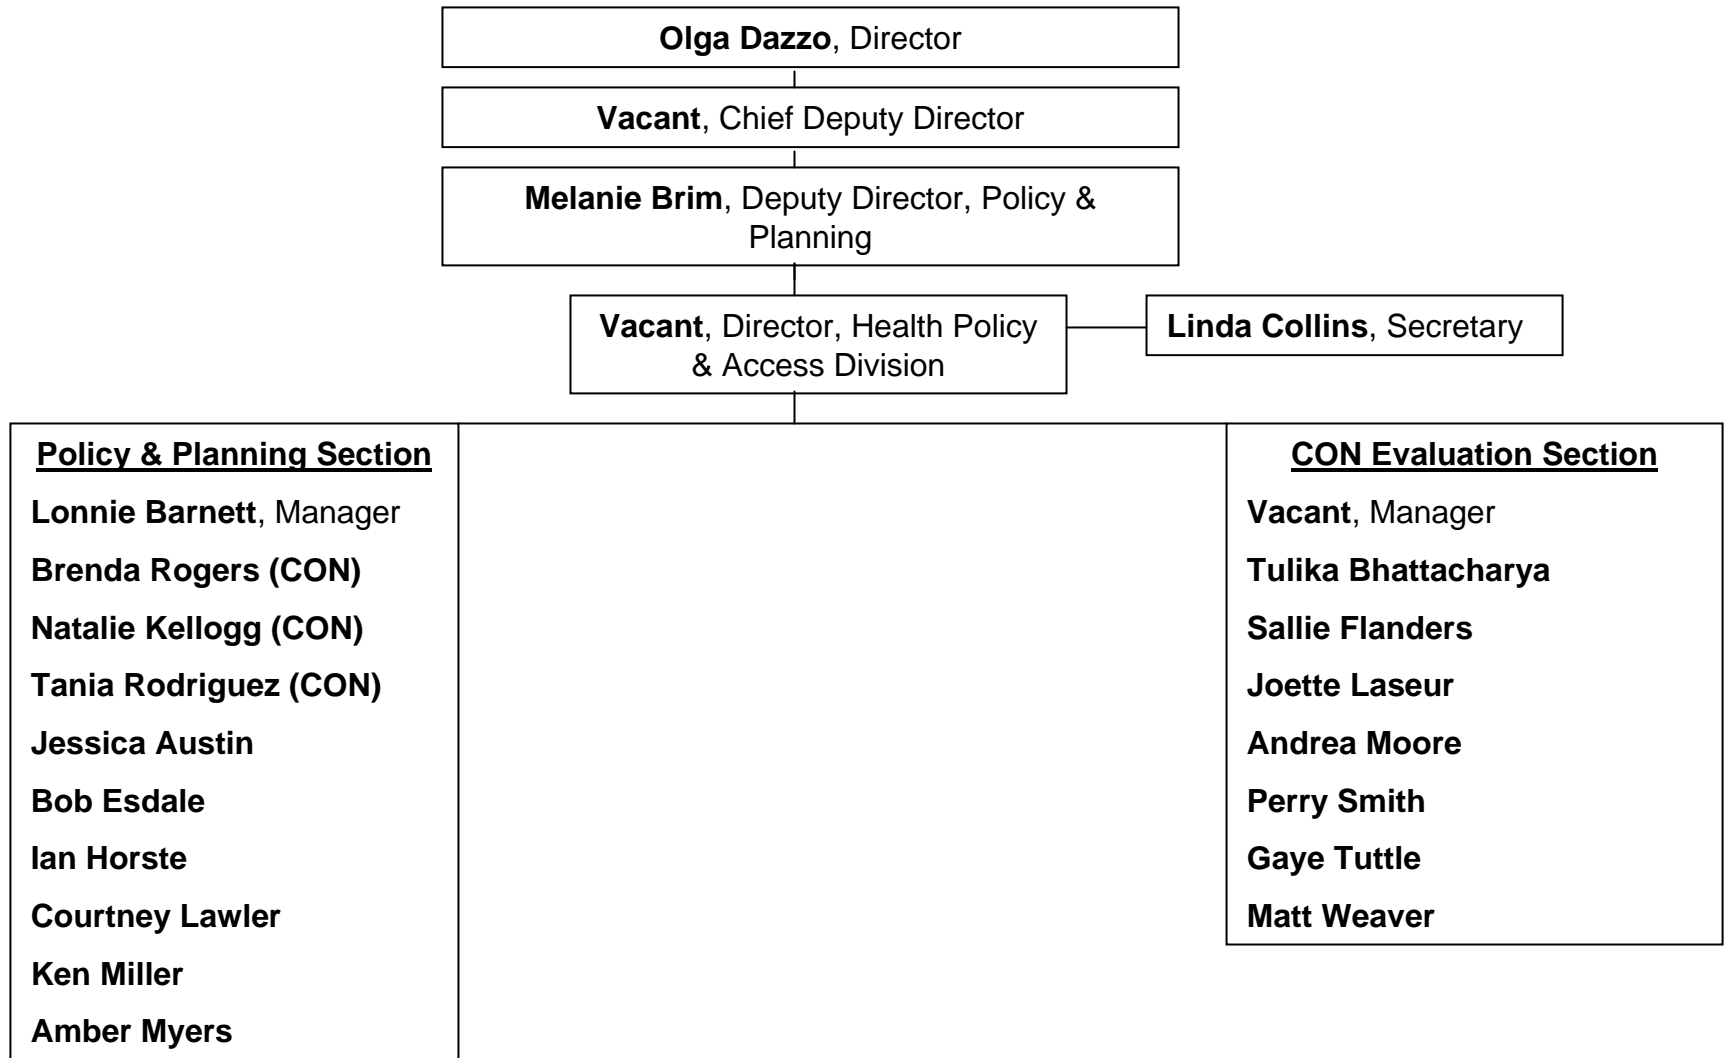 Olga Dazzo, Director
Vacant, Chief Deputy Director
Melanie Brim, Deputy Director, Policy &
Planning
Vacant, Director, Health Policy
& Access Division
Linda Collins, Secretary
Policy & Planning Section
Lonnie Barnett, Manager
Brenda Rogers (CON)
Natalie Kellogg (CON)
Tania Rodriguez (CON)
Jessica Austin
Bob Esdale
Ian Horste
Courtney Lawler
Ken Miller
Amber Myers
CON Evaluation Section
Vacant, Manager
Tulika Bhattacharya
Sallie Flanders
Joette Laseur
Andrea Moore
Perry Smith
Gaye Tuttle
Matt Weaver